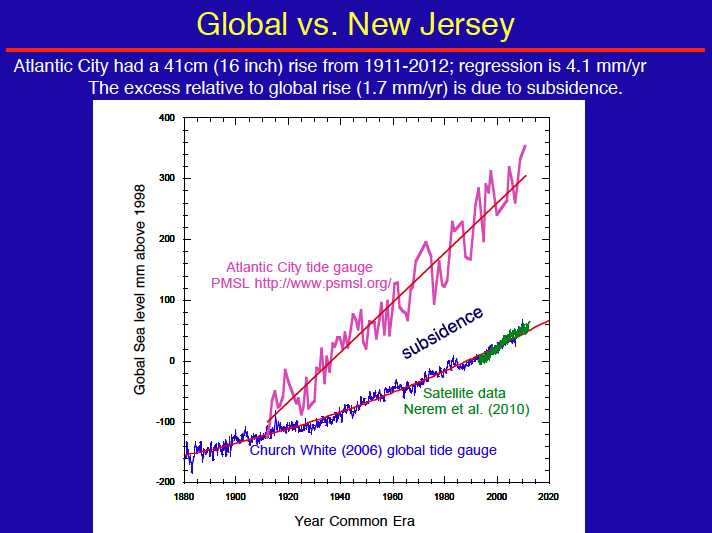 Global vs. New Jersey
Atlantic City had a 41cm (16 inch) rise from 1911-2012; regression is 4.1 mm/yr
The excess relative to global rise (1.7 mm/yr) is due to subsidence.
Gobal Sea level mm above 1998
400
300
200
100
0
-100
-200
Atlantic City tide gauge
PMSL http://www.psmsl.org/
subsidence
Satellite data
Nerem et al. (2010)
Church White (2006) global tide gauge
1880 1900 1920 1940 1960 1980 2000 2020
Year Common Era